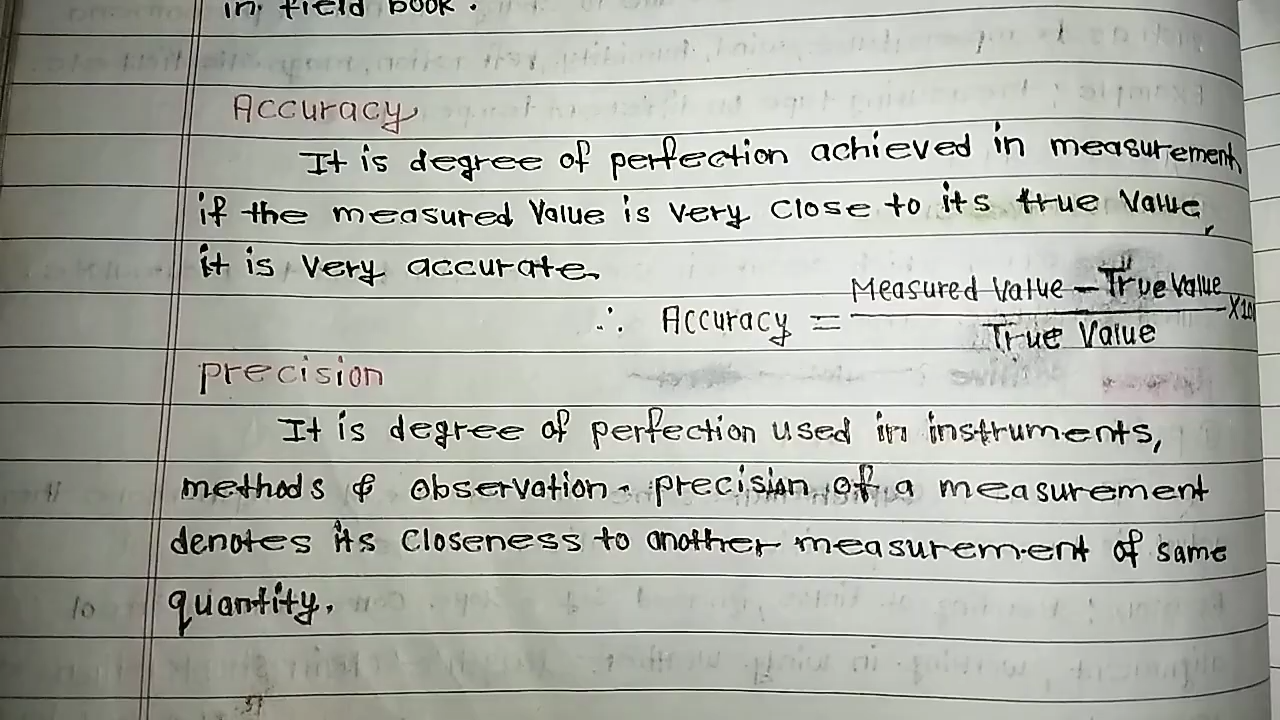 in field book.
Accuracy
It is degree of perfection achieved in measurement
if the measured value is very close to its true value,
it is very accurate.
∴ Accuracy = (Measured Value - True Value) / True Value × 10
precision
It is degree of perfection used in instruments,
methods & observation. precision of a measurement
denotes its closeness to another measurement of same
quantity.